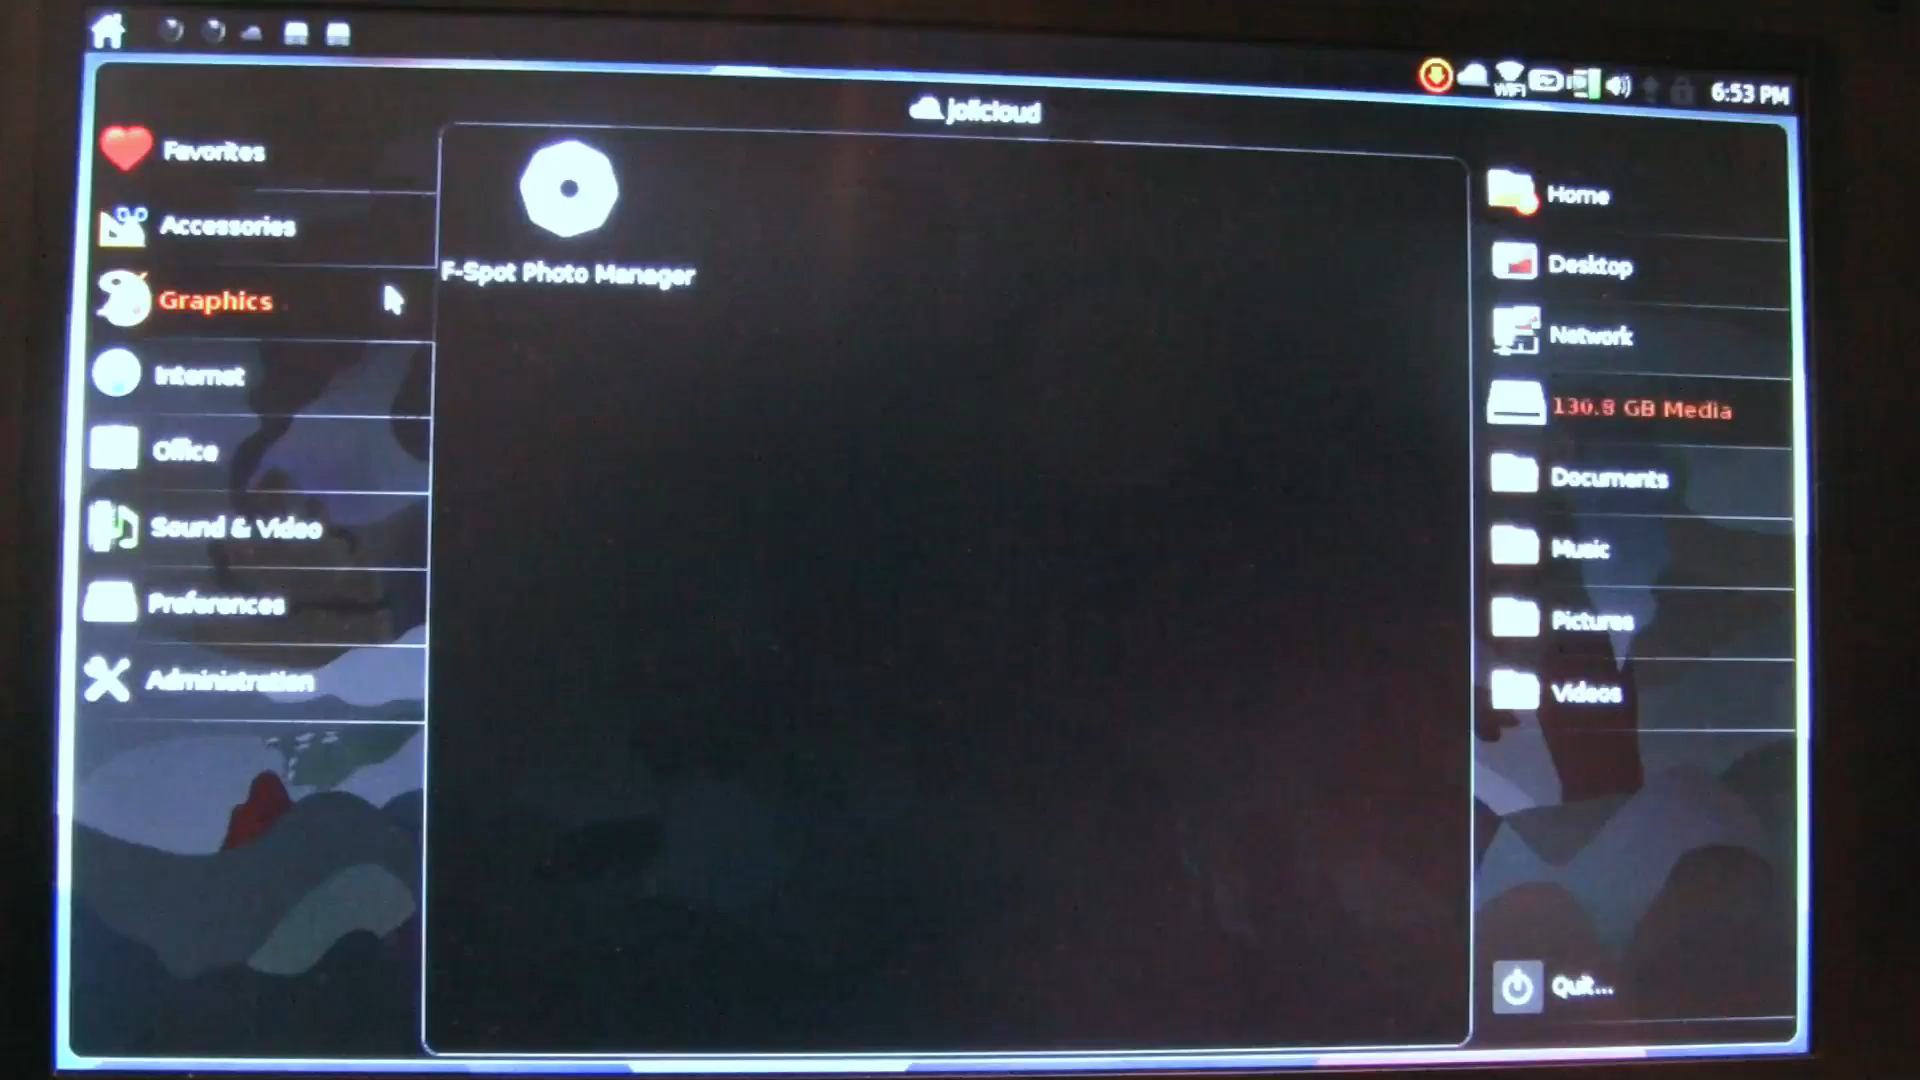 WIFI
6:53 PM
jolicloud
Favorites
Accessories
Graphics
Internet
Office
Sound & Video
Preferences
Administration
F-Spot Photo Manager
Home
Desktop
Network
130.8 GB Media
Documents
Music
Pictures
Videos
Quit...